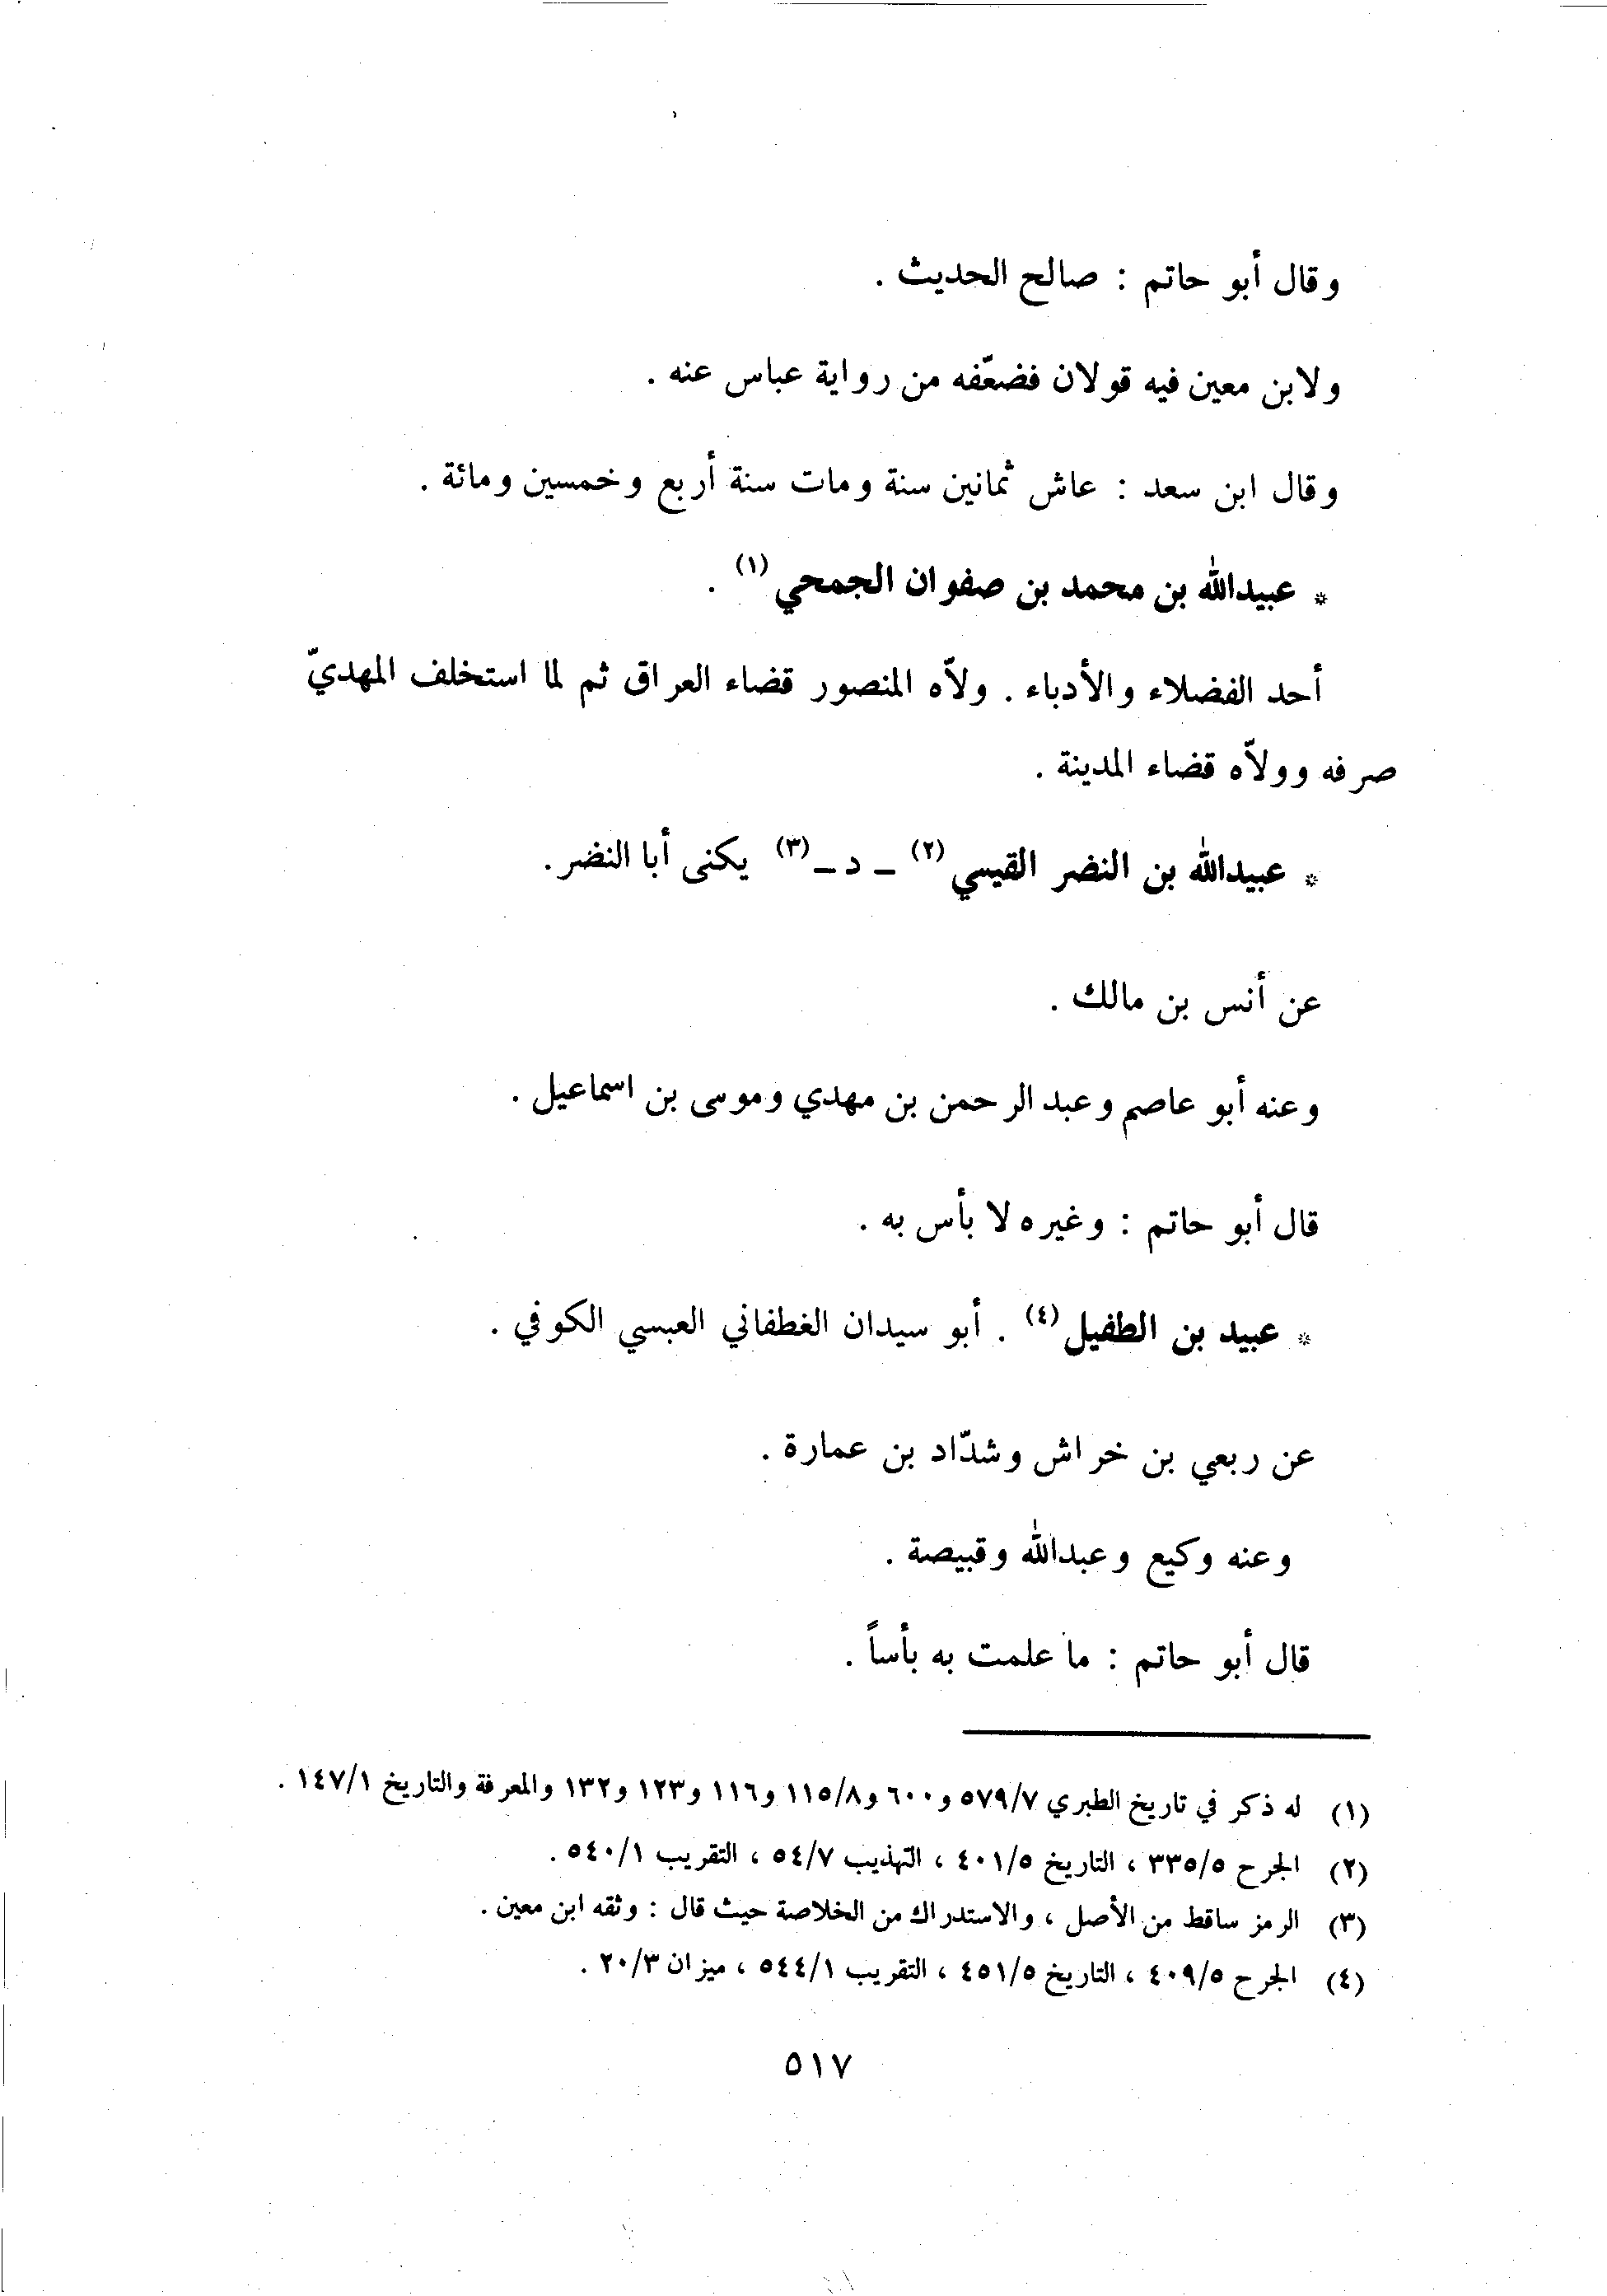 وقال أبو حاتم : صالح الحديث .
ولابن معين فيه قولان فضعّفه من رواية عباس عنه .
وقال ابن سعد : عاش ثمانين سنة ومات سنة أربع وخمسين ومائة .
* عبيدالله بن محمد بن صفوان الجمحي (١) .
أحد الفضلاء والأدباء . ولاّه المنصور قضاء العراق ثم لما استخلف المهديّ
صرفه وولاّه قضاء المدينة .
* عبيدالله بن النضر القيسي (٢) ـ د ـ (٣) يكنى أبا النضر .
عن أنس بن مالك .
وعنه أبو عاصم وعبد الرحمن بن مهدي وموسى بن اسماعيل .
قال أبو حاتم : وغيره لا بأس به .
* عبيد بن الطفيل (٤) . أبو سيدان الغطفاني العبسي الكوفي .
عن ربعي بن خراش وشدّاد بن عمارة .
وعنه وكيع وعبدالله وقبيصة .
قال أبو حاتم : ما علمت به بأساً .
(١) له ذكر في تاريخ الطبري ٥٧٩/٧ و٦٠٠ و١١٥/٨ و١١٦ و١٢٣ و١٣٢ والمعرفة والتاريخ ١٤٧/١ .
(٢) الجرح ٣٣٥/٥ ، التاريخ ٤٠١/٥ ، التهذيب ٥٤/٧ ، التقريب ٥٤٠/١ .
(٣) الرمز ساقط من الأصل ، والاستدراك من الخلاصة حيث قال : وثقه ابن معين .
(٤) الجرح ٤٠٩/٥ ، التاريخ ٤٥١/٥ ، التقريب ٥٤٤/١ ، ميزان ٢٠/٣ .
٥١٧